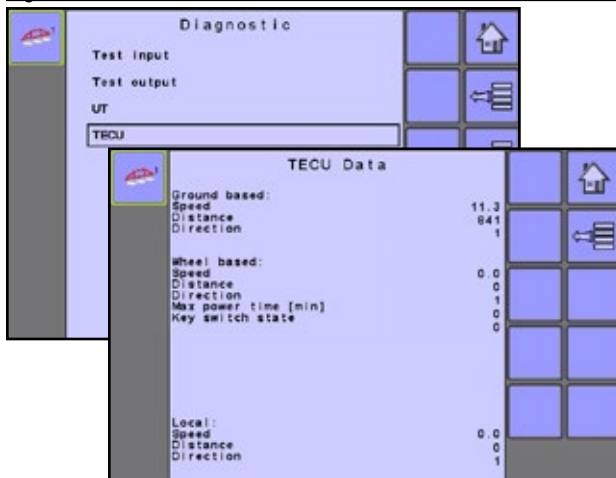 Diagnostic
Test input
Test output
UT
TECU
TECU Data
Ground based:
Speed 11.3
Distance 841
Direction 1
Wheel based:
Speed 0.0
Distance 0
Direction 1
Max power time [min] 0
Key switch state 0
Local:
Speed 0.0
Distance 0
Direction 1